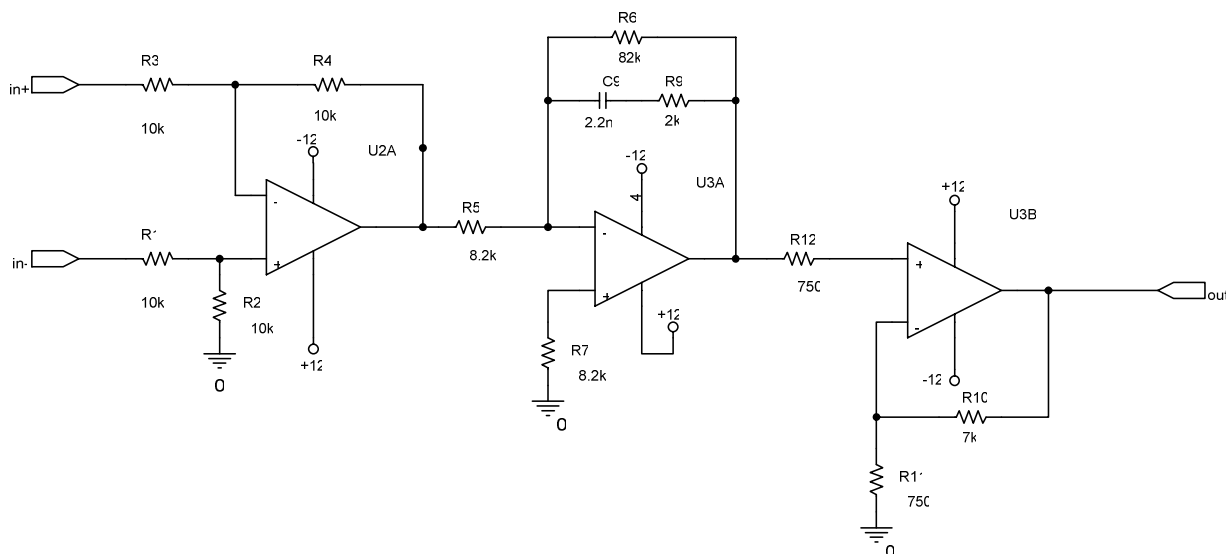 R6
82k
C9
R9
2.2n
2k
R3
R4
in+
10k
10k
-12
U2A
-
+
+12
R1
in-
10k
R2
10k
0
R5
8.2k
-12
4
U3A
-
+
+12
R7
8.2k
0
R12
750
+12
U3B
+
-
-12
out
R10
7k
R11
750
0